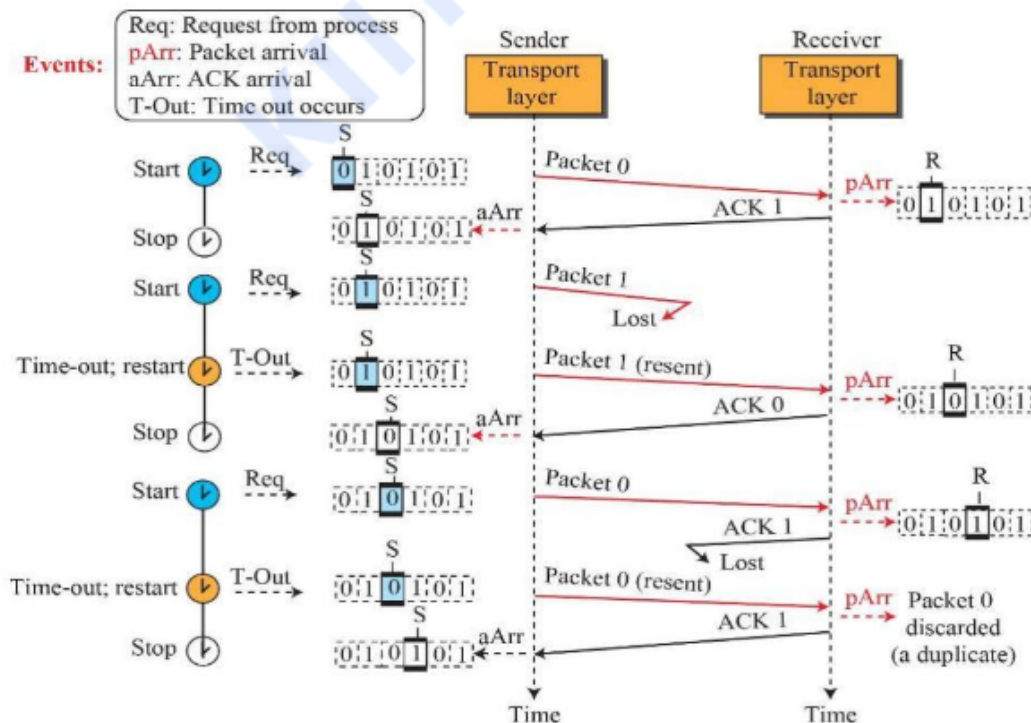 Events:
Req: Request from process
pArr: Packet arrival
aArr: ACK arrival
T-Out: Time out occurs
Sender
Transport
layer
Receiver
Transport
layer
Start
Req
S
0 1 0 1 0 1
Packet 0
pArr
R
0 1 0 1 0 1
Stop
S
0 1 0 1 0 1
aArr
ACK 1
Start
Req
S
0 1 0 1 0 1
Packet 1
Lost
Time-out; restart
T-Out
S
0 1 0 1 0 1
Packet 1 (resent)
pArr
R
0 1 0 1 0 1
Stop
S
0 1 0 1 0 1
aArr
ACK 0
Start
Req
S
0 1 0 1 0 1
Packet 0
pArr
R
0 1 0 1 0 1
ACK 1
Lost
Time-out; restart
T-Out
S
0 1 0 1 0 1
Packet 0 (resent)
pArr
Packet 0
discarded
(a duplicate)
Stop
S
0 1 0 1 0 1
aArr
ACK 1
Time
Time